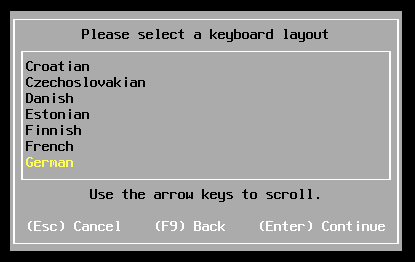 Please select a keyboard layout
Croatian
Czechoslovakian
Danish
Estonian
Finnish
French
German
Use the arrow keys to scroll.
(Esc) Cancel (F9) Back (Enter) Continue